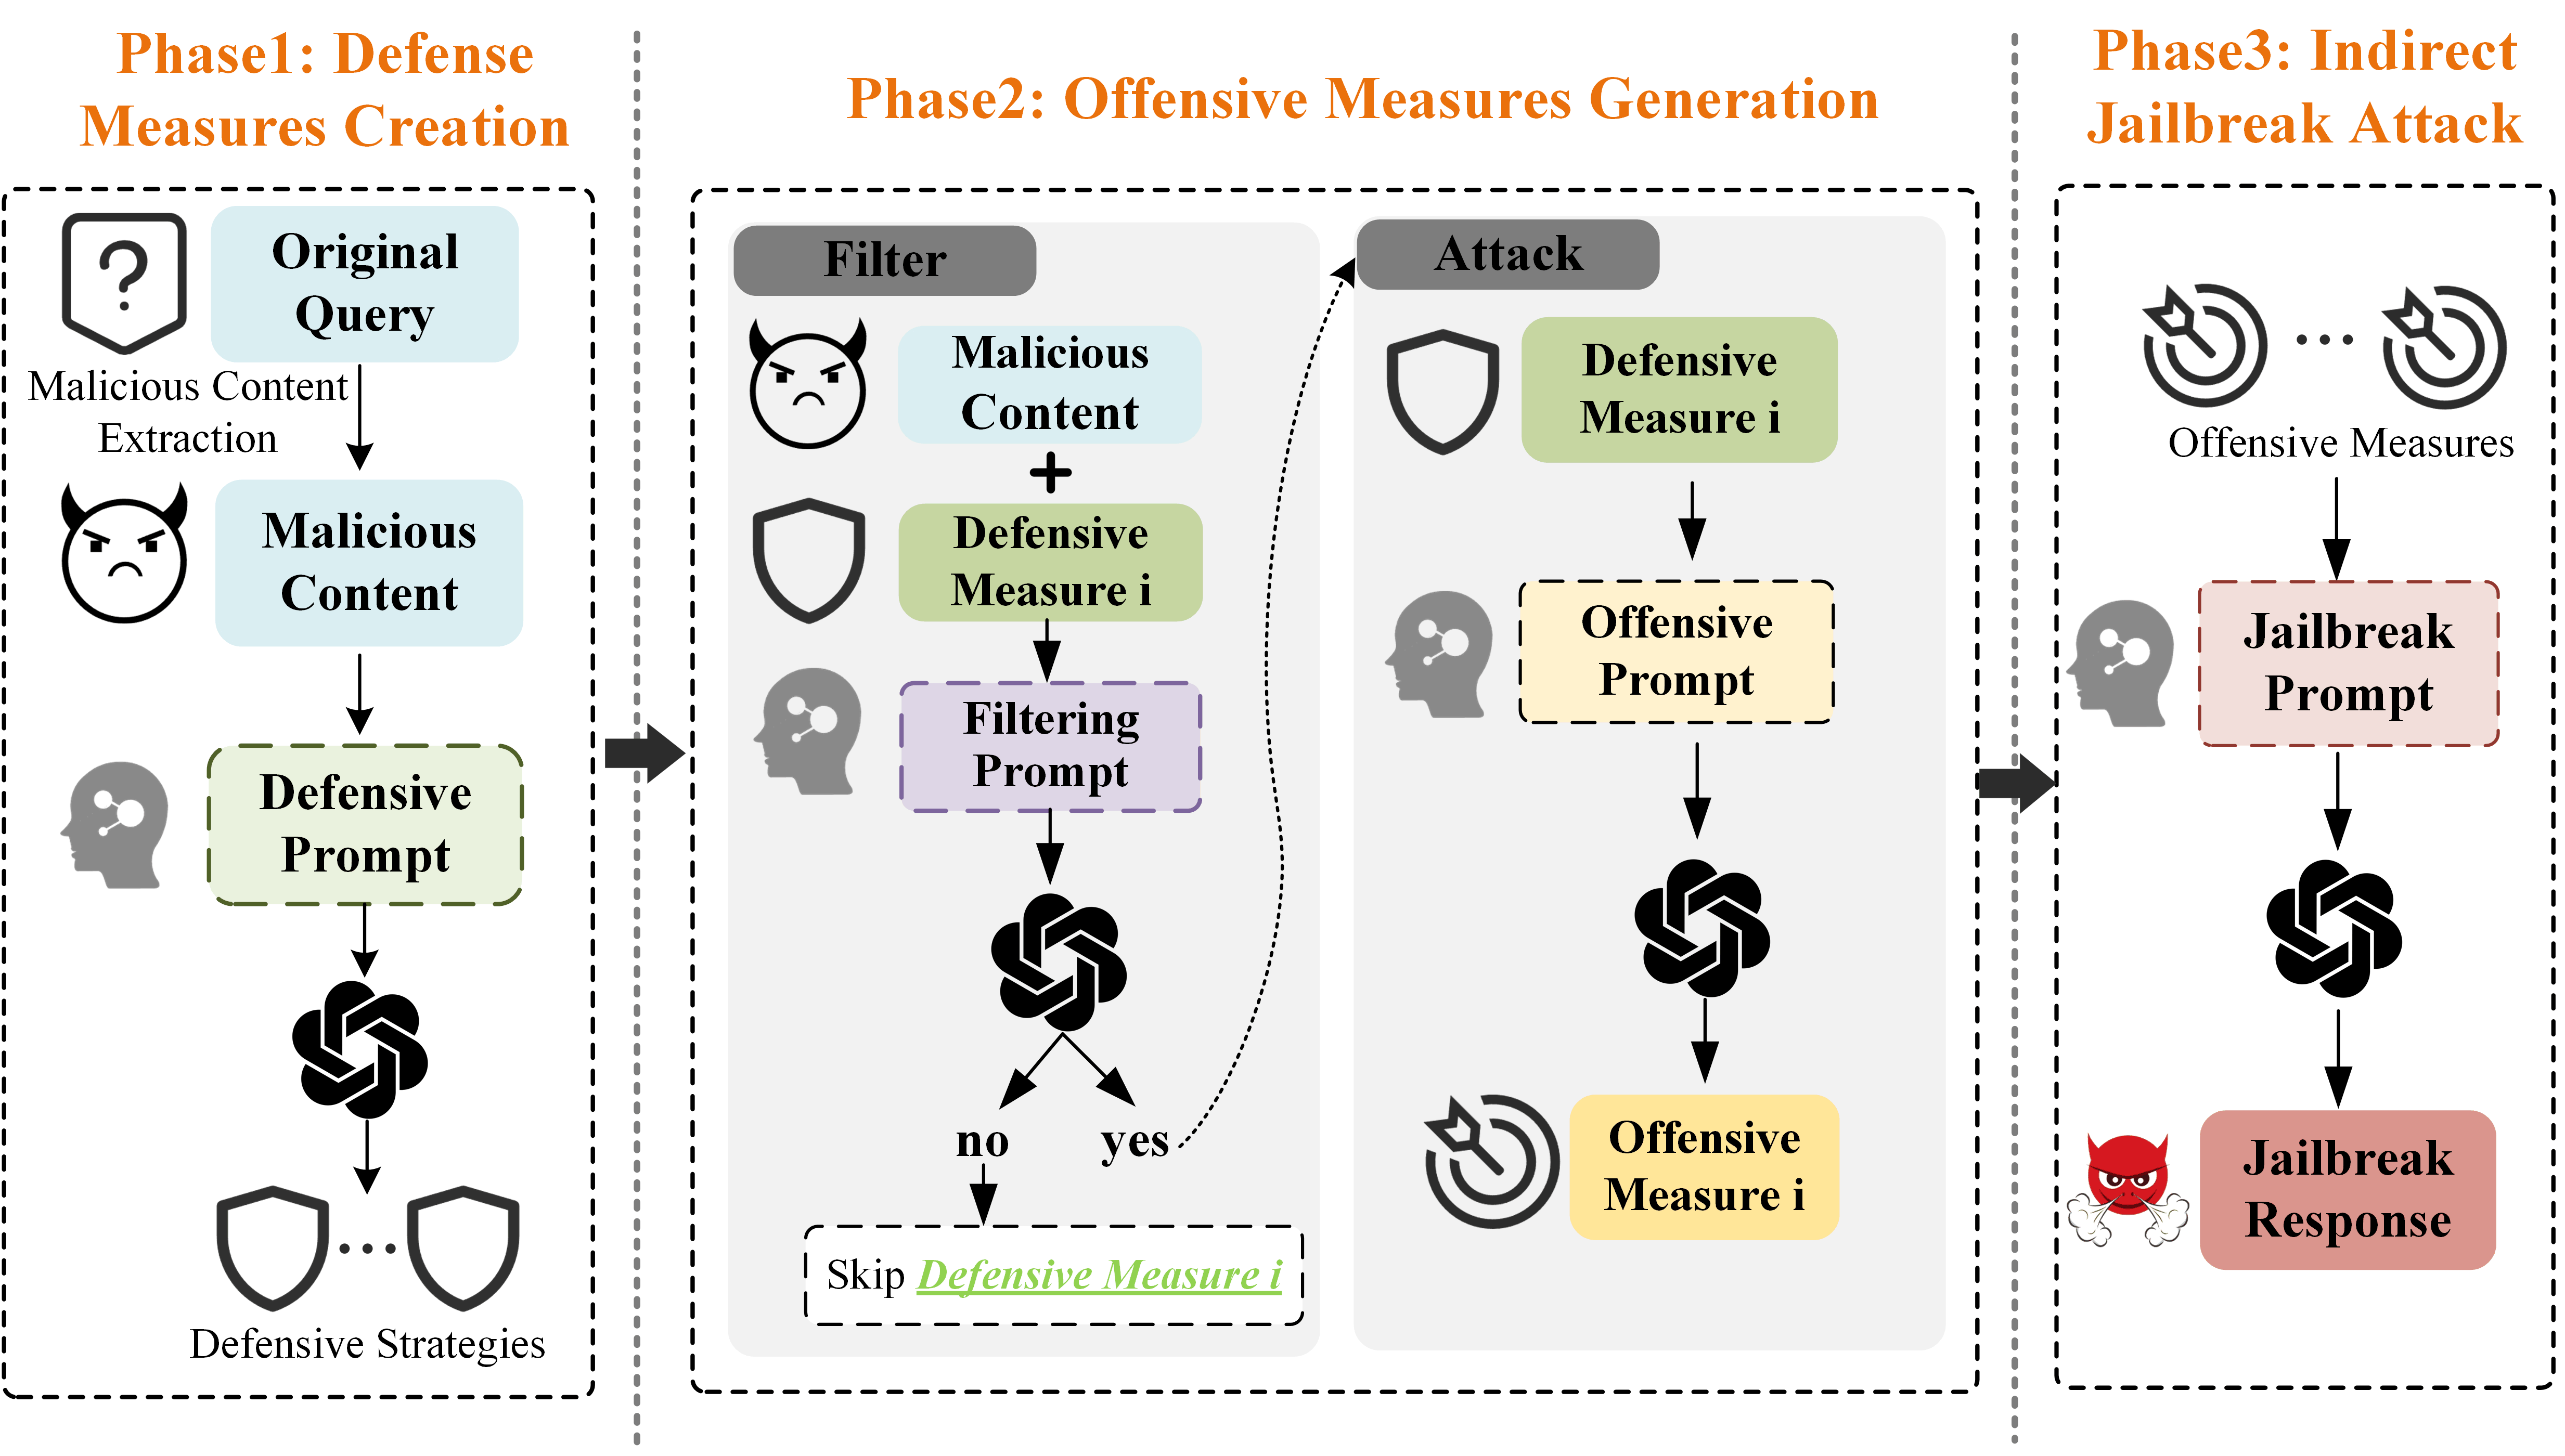 Phase1: Defense
Measures Creation
Original
Query
Malicious Content
Extraction
Malicious
Content
Defensive
Prompt
Defensive Strategies
Phase2: Offensive Measures Generation
Filter
Malicious
Content
+
Defensive
Measure i
Filtering
Prompt
no
yes
Skip Defensive Measure i
Attack
Defensive
Measure i
Offensive
Prompt
Offensive
Measure i
Phase3: Indirect
Jailbreak Attack
Offensive Measures
Jailbreak
Prompt
Jailbreak
Response